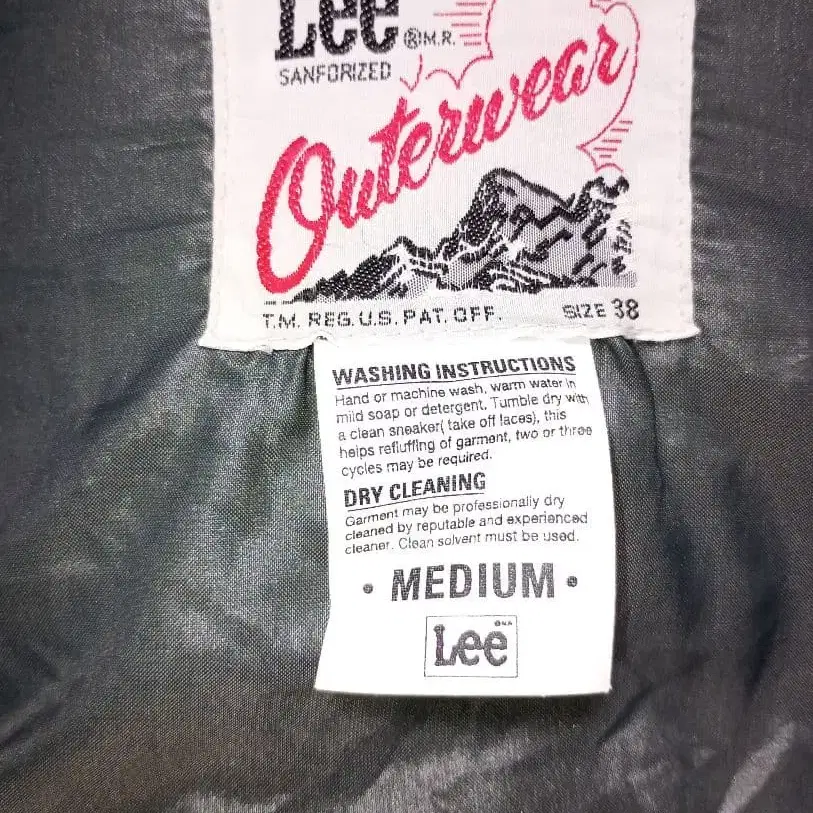 Lee ®M.R.
SANFORIZED
Outerwear
T.M. REG. U.S. PAT. OFF. SIZE 38
WASHING INSTRUCTIONS
Hand or machine wash, warm water in
mild soap or detergent. Tumble dry with
a clean sneaker( take off laces), this
helps refluffing of garment, two or three
cycles may be required.
DRY CLEANING
Garment may be professionally dry
cleaned by reputable and experienced
cleaner. Clean solvent must be used.
• MEDIUM •
Lee